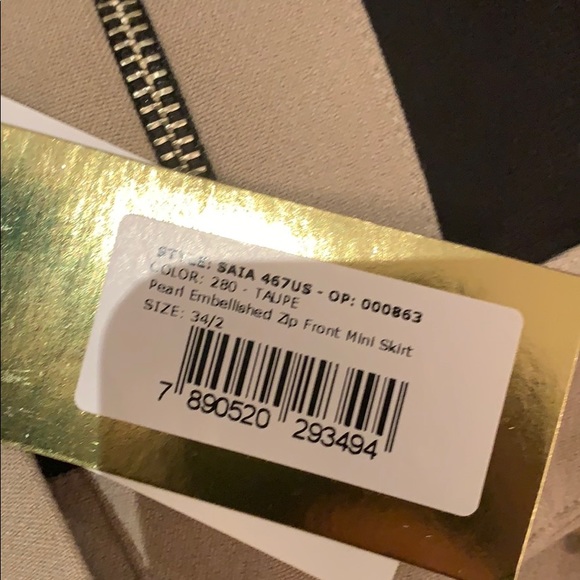 STYLE: SAIA 467US - OP: 000863
COLOR: 280 - TAUPE
Pearl Embellished Zip Front Mini Skirt
SIZE: 34/2
7 890520 293494